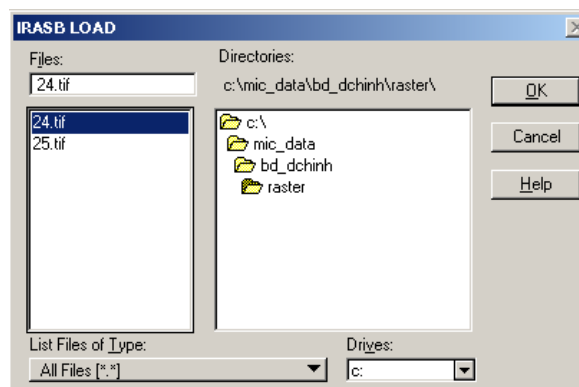 IRASB LOAD
Files:
24.tif
24.tif
25.tif
Directories:
c:\mic_data\bd_dchinh\raster\
c:\
mic_data
bd_dchinh
raster
OK
Cancel
Help
List Files of Type:
All Files [*.*]
Drives:
c: